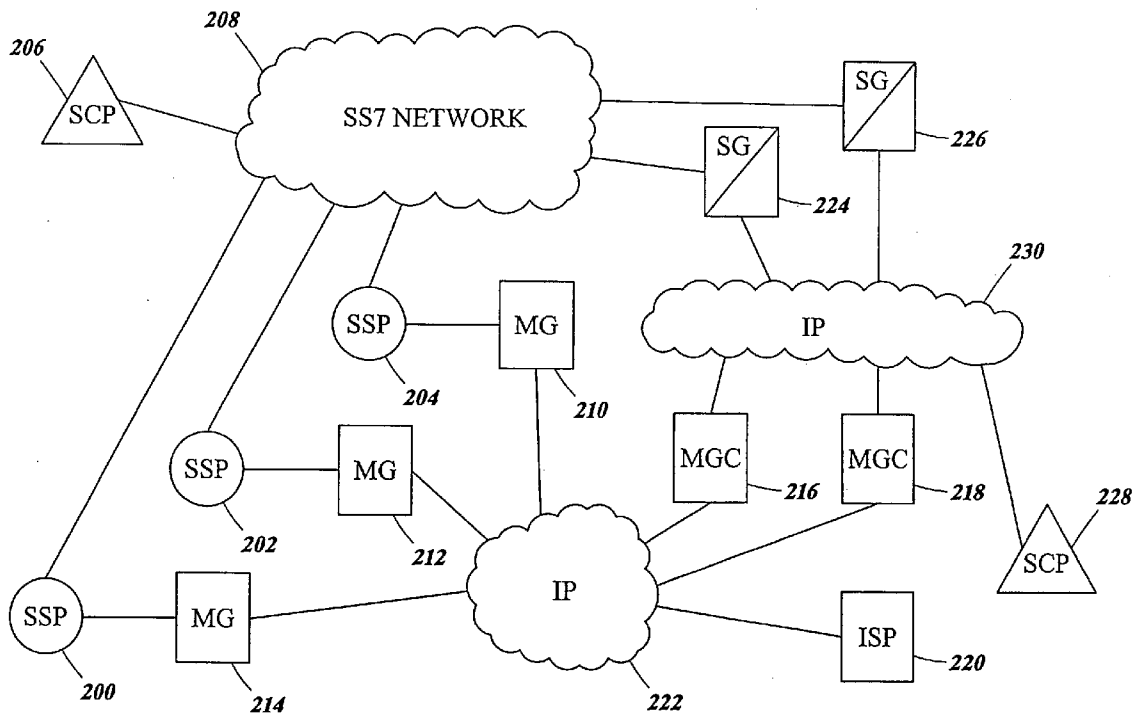 208
206
SCP
SS7 NETWORK
SG
226
SG
224
230
IP
SSP
204
MG
210
SSP
202
MG
212
MGC
216
MGC
218
228
SCP
SSP
200
MG
214
IP
222
ISP
220